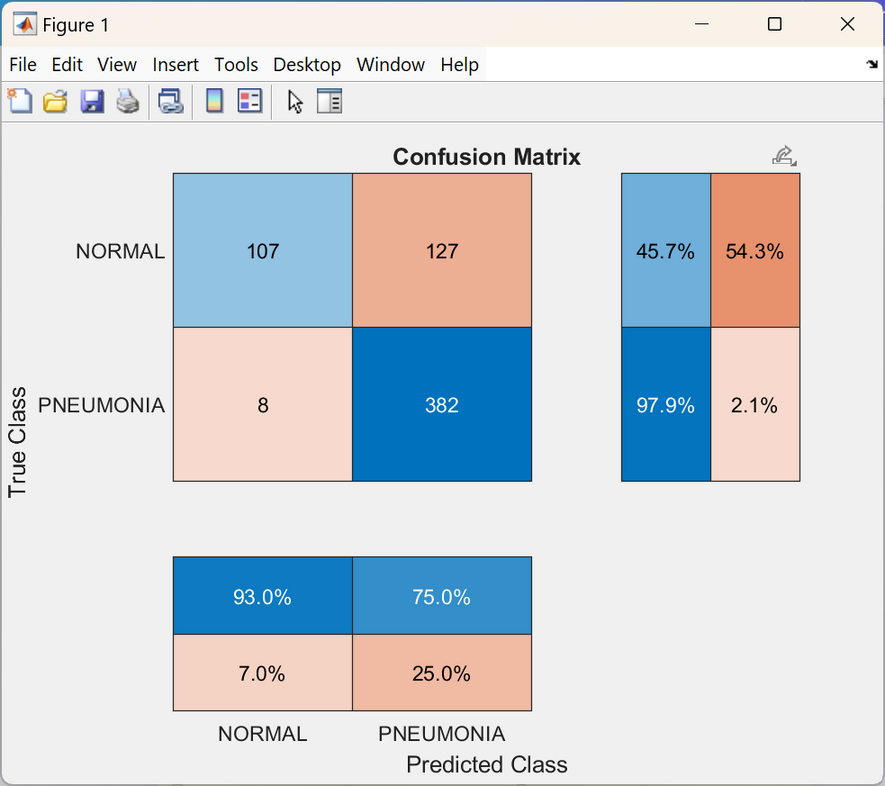 Figure 1
File Edit View Insert Tools Desktop Window Help
Confusion Matrix
NORMAL 107 127 45.7% 54.3%
PNEUMONIA 8 382 97.9% 2.1%
True Class
93.0% 75.0%
7.0% 25.0%
NORMAL PNEUMONIA
Predicted Class